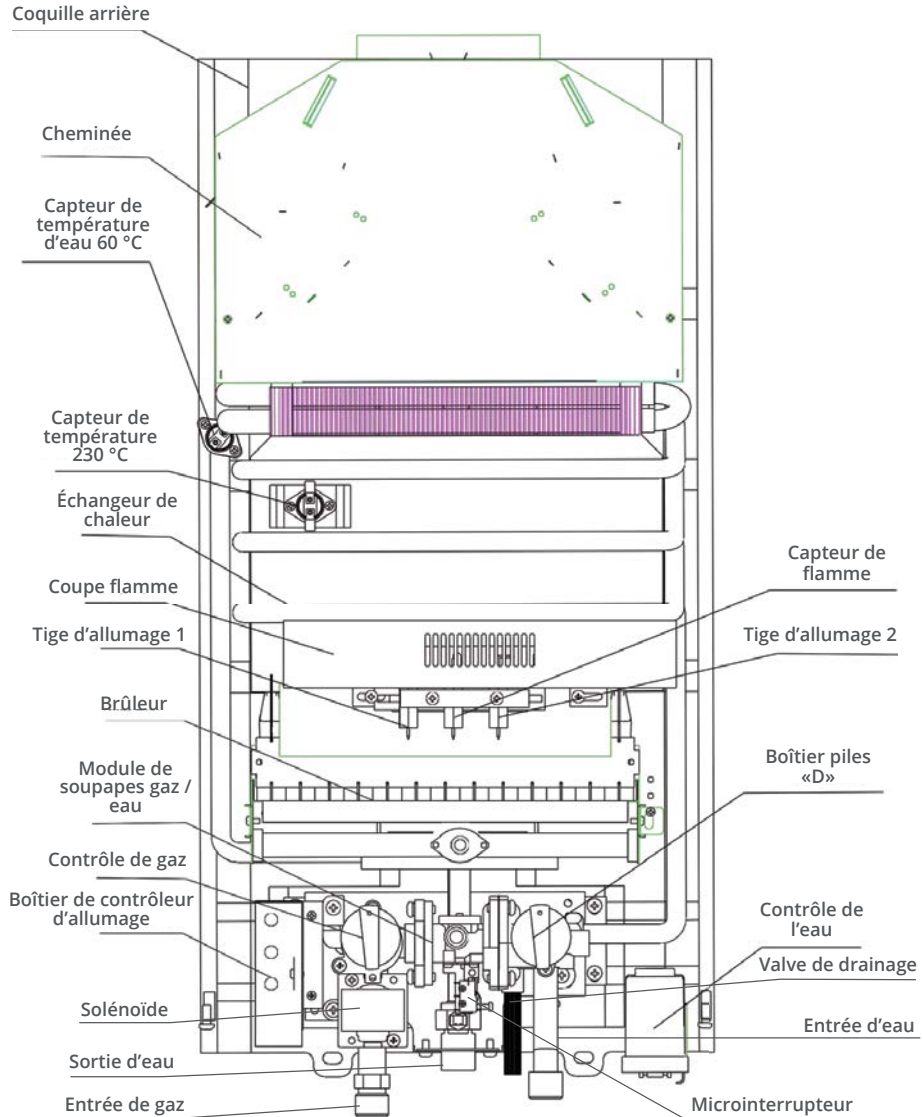 Coquille arrière
Cheminée
Capteur de
température
d'eau 60 °C
Capteur de
température
230 °C
Échangeur de
chaleur
Coupe flamme
Tige d'allumage 1
Brûleur
Module de
soupapes gaz /
eau
Contrôle de gaz
Boîtier de contrôleur
d'allumage
Solénoïde
Sortie d'eau
Entrée de gaz
Capteur de
flamme
Tige d'allumage 2
Boîtier piles
«D»
Contrôle de
l'eau
Valve de drainage
Entrée d'eau
Microinterrupteur